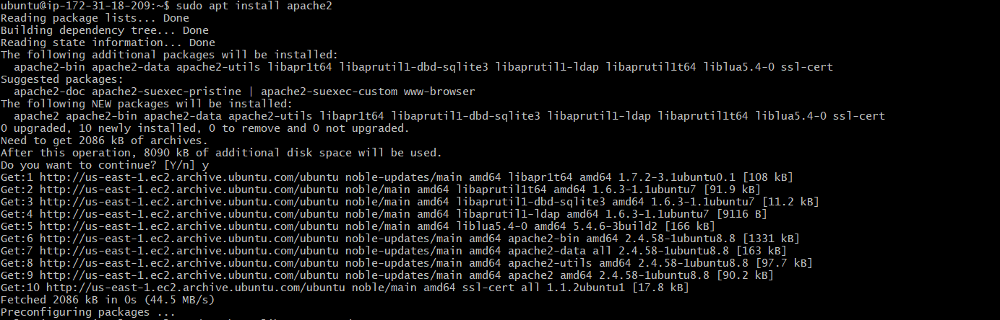 ubuntu@ip-172-31-18-209:~$ sudo apt install apache2
Reading package lists... Done
Building dependency tree... Done
Reading state information... Done
The following additional packages will be installed:
  apache2-bin apache2-data apache2-utils libapr1t64 libaprutil1-dbd-sqlite3 libaprutil1-ldap libaprutil1t64 liblua5.4-0 ssl-cert
Suggested packages:
  apache2-doc apache2-suexec-pristine | apache2-suexec-custom www-browser
The following NEW packages will be installed:
  apache2 apache2-bin apache2-data apache2-utils libapr1t64 libaprutil1-dbd-sqlite3 libaprutil1-ldap libaprutil1t64 liblua5.4-0 ssl-cert
0 upgraded, 10 newly installed, 0 to remove and 0 not upgraded.
Need to get 2086 kB of archives.
After this operation, 8090 kB of additional disk space will be used.
Do you want to continue? [Y/n] y
Get:1 http://us-east-1.ec2.archive.ubuntu.com/ubuntu noble-updates/main amd64 libapr1t64 amd64 1.7.2-3.1ubuntu0.1 [108 kB]
Get:2 http://us-east-1.ec2.archive.ubuntu.com/ubuntu noble/main amd64 libaprutil1t64 amd64 1.6.3-1.1ubuntu7 [91.9 kB]
Get:3 http://us-east-1.ec2.archive.ubuntu.com/ubuntu noble/main amd64 libaprutil1-dbd-sqlite3 amd64 1.6.3-1.1ubuntu7 [11.2 kB]
Get:4 http://us-east-1.ec2.archive.ubuntu.com/ubuntu noble/main amd64 libaprutil1-ldap amd64 1.6.3-1.1ubuntu7 [9116 B]
Get:5 http://us-east-1.ec2.archive.ubuntu.com/ubuntu noble/main amd64 liblua5.4-0 amd64 5.4.6-3build2 [166 kB]
Get:6 http://us-east-1.ec2.archive.ubuntu.com/ubuntu noble-updates/main amd64 apache2-bin amd64 2.4.58-1ubuntu8.8 [1331 kB]
Get:7 http://us-east-1.ec2.archive.ubuntu.com/ubuntu noble-updates/main amd64 apache2-data all 2.4.58-1ubuntu8.8 [163 kB]
Get:8 http://us-east-1.ec2.archive.ubuntu.com/ubuntu noble-updates/main amd64 apache2-utils amd64 2.4.58-1ubuntu8.8 [97.7 kB]
Get:9 http://us-east-1.ec2.archive.ubuntu.com/ubuntu noble-updates/main amd64 apache2 amd64 2.4.58-1ubuntu8.8 [90.2 kB]
Get:10 http://us-east-1.ec2.archive.ubuntu.com/ubuntu noble/main amd64 ssl-cert all 1.1.2ubuntu1 [17.8 kB]
Fetched 2086 kB in 0s (44.5 MB/s)
Preconfiguring packages ...